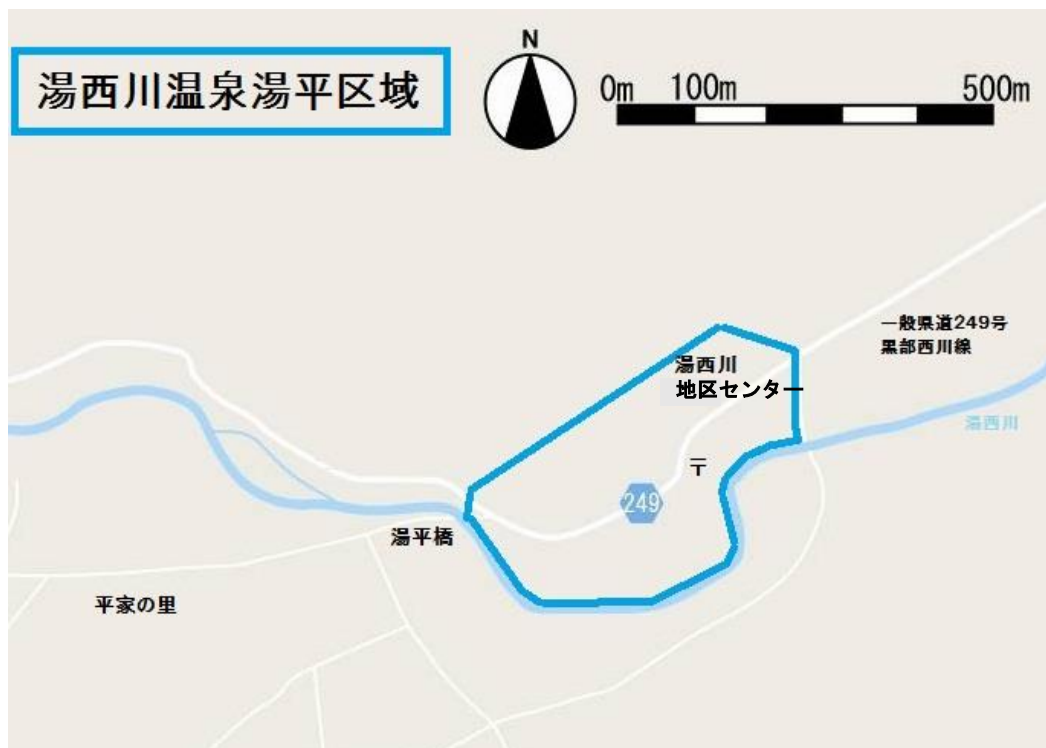 湯西川温泉湯平区域
N
0m 100m 500m
一般県道249号
黒部西川線
湯西川
地区センター
湯西川
〒
249
湯平橋
平家の里